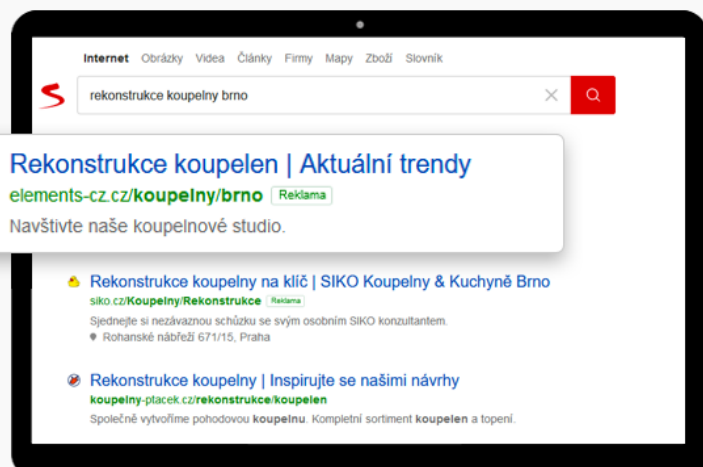 Internet Obrázky Videa Články Firmy Mapy Zboží Slovník
rekonstrukce koupelny brno
Rekonstrukce koupelen | Aktuální trendy
elements-cz.cz/koupelny/brno Reklama
Navštivte naše koupelnové studio.
Rekonstrukce koupelny na klíč | SIKO Koupelny & Kuchyně Brno
siko.cz/Koupelny/Rekonstrukce Reklama
Sjednejte si nezávaznou schůzku se svým osobním SIKO konzultantem.
Rohanské nábřeží 671/15, Praha
Rekonstrukce koupelny | Inspirujte se našimi návrhy
koupelny-ptacek.cz/rekonstrukce/koupelen
Společně vytvoříme pohodovou koupelnu. Kompletní sortiment koupelen a topení.